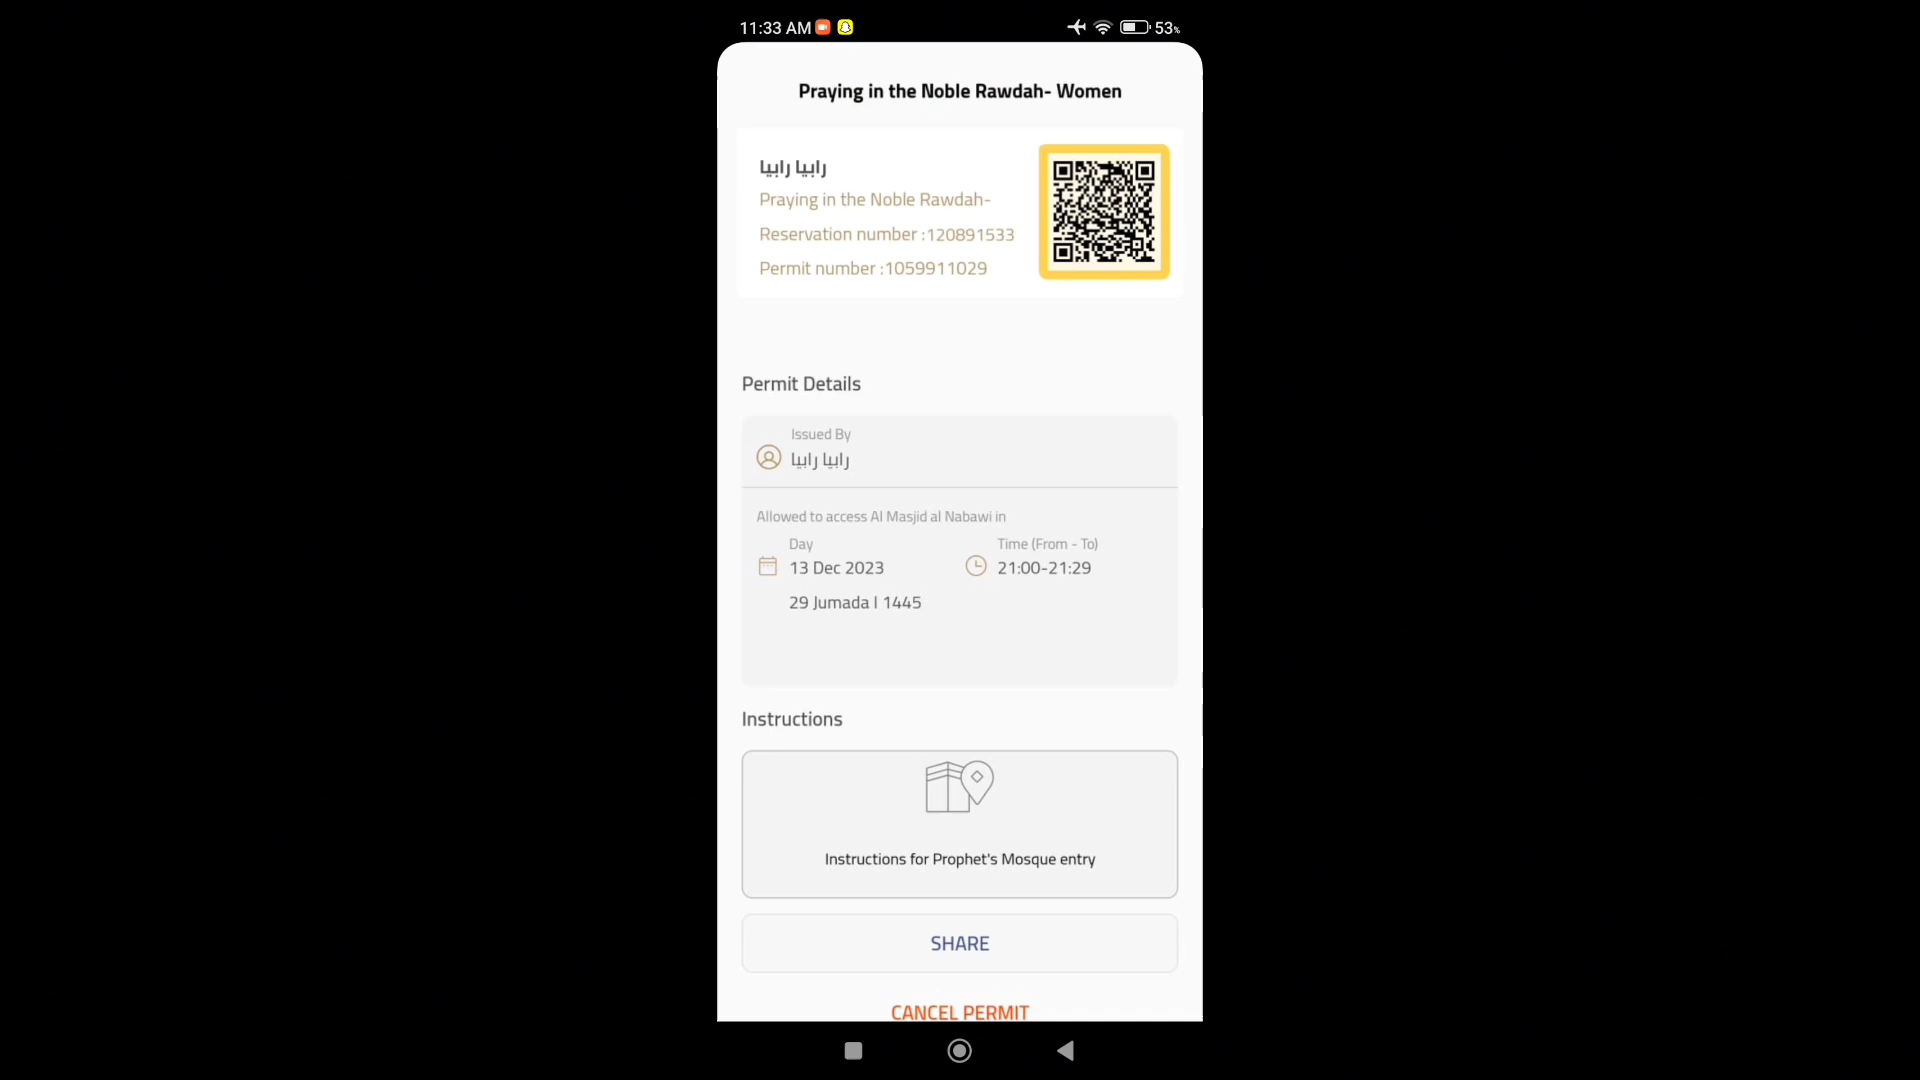 11:33 AM
53%
Praying in the Noble Rawdah- Women
رابيا رابيا
Praying in the Noble Rawdah-
Reservation number :120891533
Permit number :1059911029
Permit Details
Issued By
رابيا رابيا
Allowed to access Al Masjid al Nabawi in
Day
Time (From - To)
13 Dec 2023
21:00-21:29
29 Jumada I 1445
Instructions
Instructions for Prophet's Mosque entry
SHARE
CANCEL PERMIT